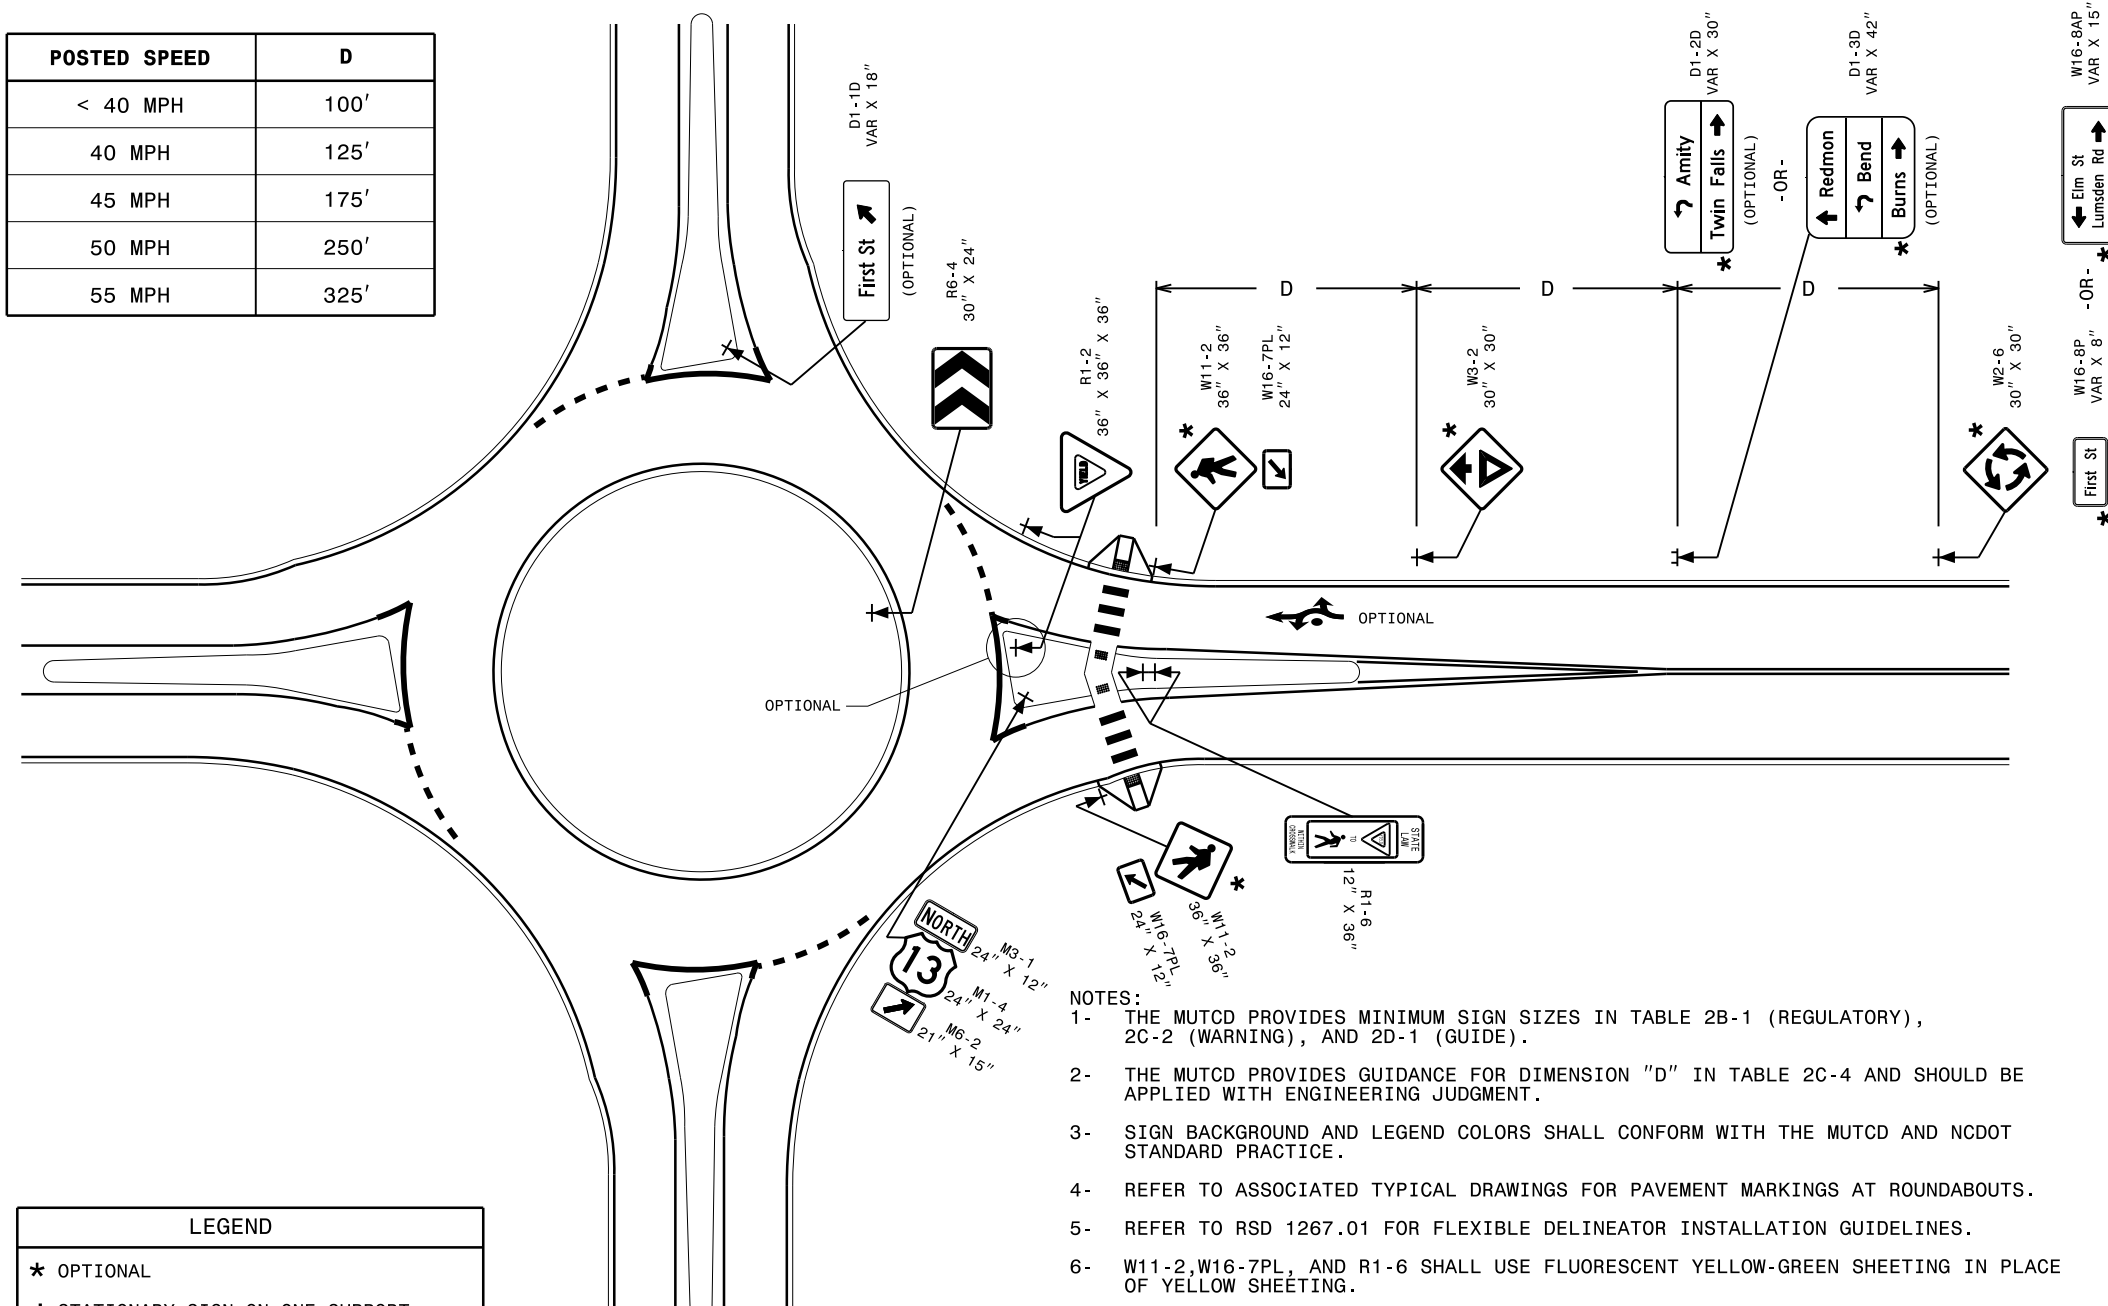 POSTED SPEED D
< 40 MPH 100'
40 MPH 125'
45 MPH 175'
50 MPH 250'
55 MPH 325'
D1-1D
VAR X 18"
First St
(OPTIONAL)
R6-4
30" X 24"
R1-2
36" X 36" X 36"
YIELD
W11-2
36" X 36"
*
W16-7PL
24" X 12"
D D D
W3-2
30" X 30"
*
D1-2D
VAR X 30"
Amity
Twin Falls
*
(OPTIONAL)
-OR-
D1-3D
VAR X 42"
Redmon
Bend
Burns
*
(OPTIONAL)
W2-6
30" X 30"
*
W16-8AP
VAR X 15"
Elm St
Lumsden Rd
*
-OR-
W16-8P
VAR X 8"
First St
*
OPTIONAL
OPTIONAL
STATE
LAW
TO
WITHIN
CROSSWALK
R1-6
12" X 36"
*
W11-2
36" X 36"
W16-7PL
24" X 12"
NORTH
13
M3-1
24" X 12"
M1-4
24" X 24"
M6-2
21" X 15"
NOTES:
1- THE MUTCD PROVIDES MINIMUM SIGN SIZES IN TABLE 2B-1 (REGULATORY),
2C-2 (WARNING), AND 2D-1 (GUIDE).
2- THE MUTCD PROVIDES GUIDANCE FOR DIMENSION "D" IN TABLE 2C-4 AND SHOULD BE
APPLIED WITH ENGINEERING JUDGMENT.
3- SIGN BACKGROUND AND LEGEND COLORS SHALL CONFORM WITH THE MUTCD AND NCDOT
STANDARD PRACTICE.
4- REFER TO ASSOCIATED TYPICAL DRAWINGS FOR PAVEMENT MARKINGS AT ROUNDABOUTS.
5- REFER TO RSD 1267.01 FOR FLEXIBLE DELINEATOR INSTALLATION GUIDELINES.
6- W11-2,W16-7PL, AND R1-6 SHALL USE FLUORESCENT YELLOW-GREEN SHEETING IN PLACE
OF YELLOW SHEETING.
LEGEND
* OPTIONAL
STATIONARY SIGN ON ONE SUPPORT